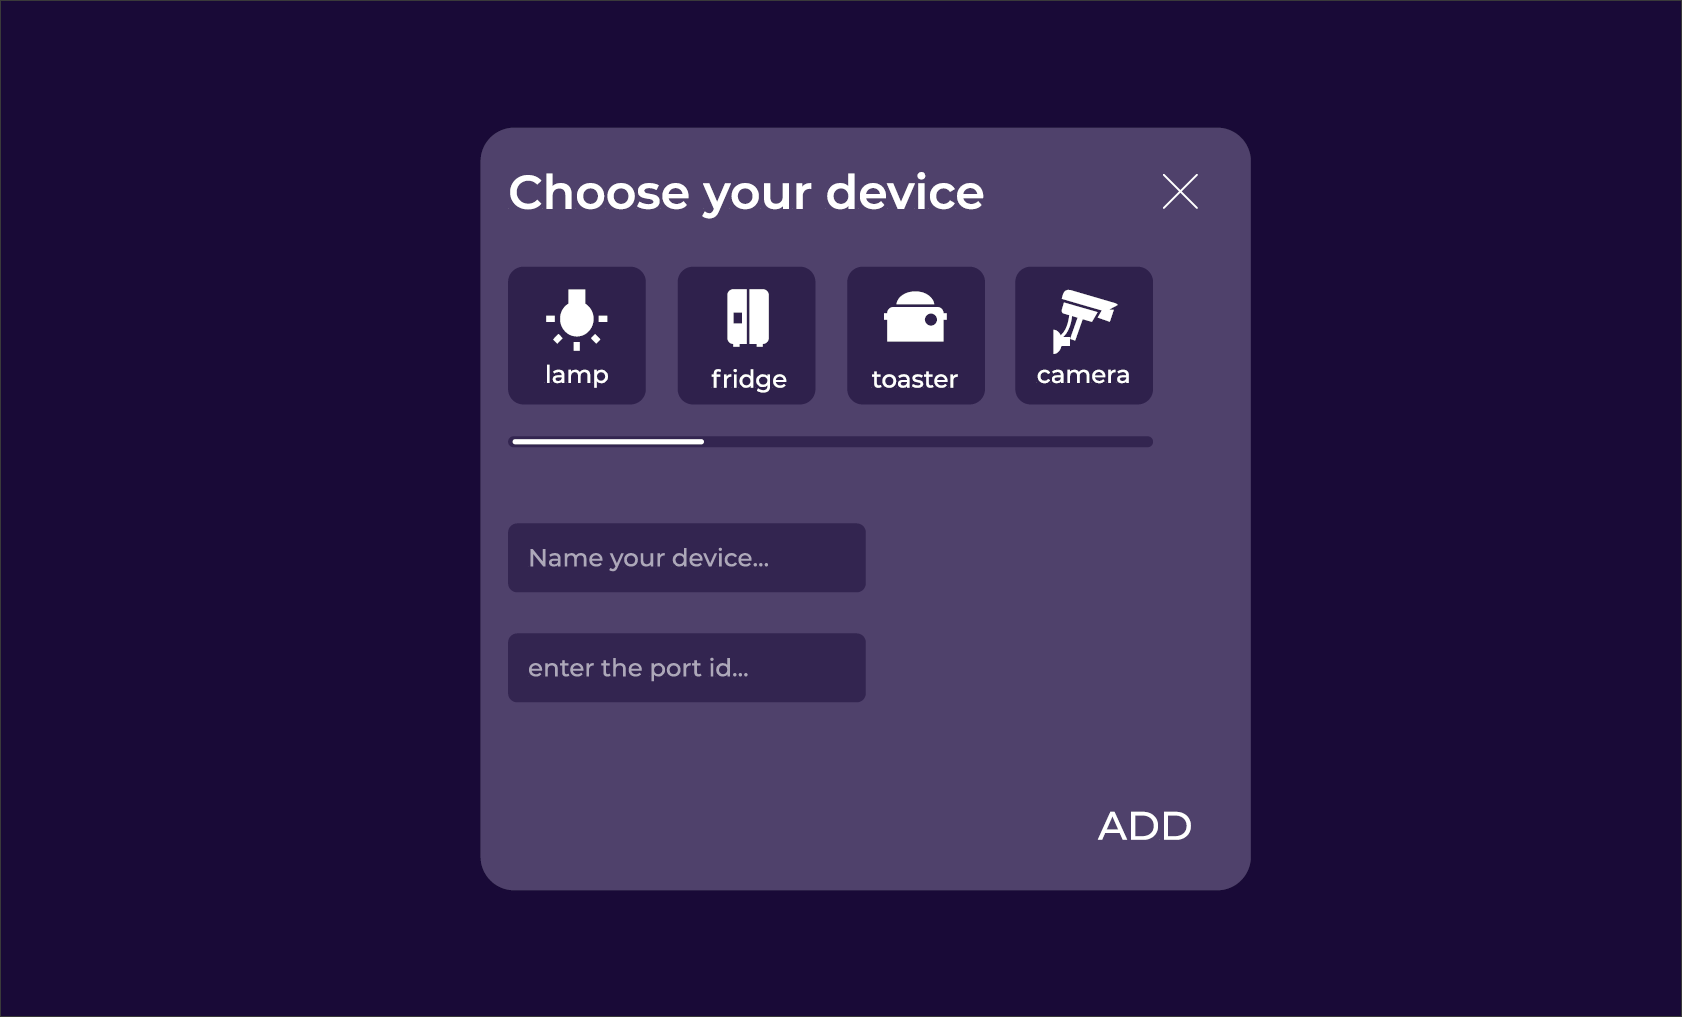 Choose your device
lamp
fridge
toaster
camera
Name your device...
enter the port id...
ADD